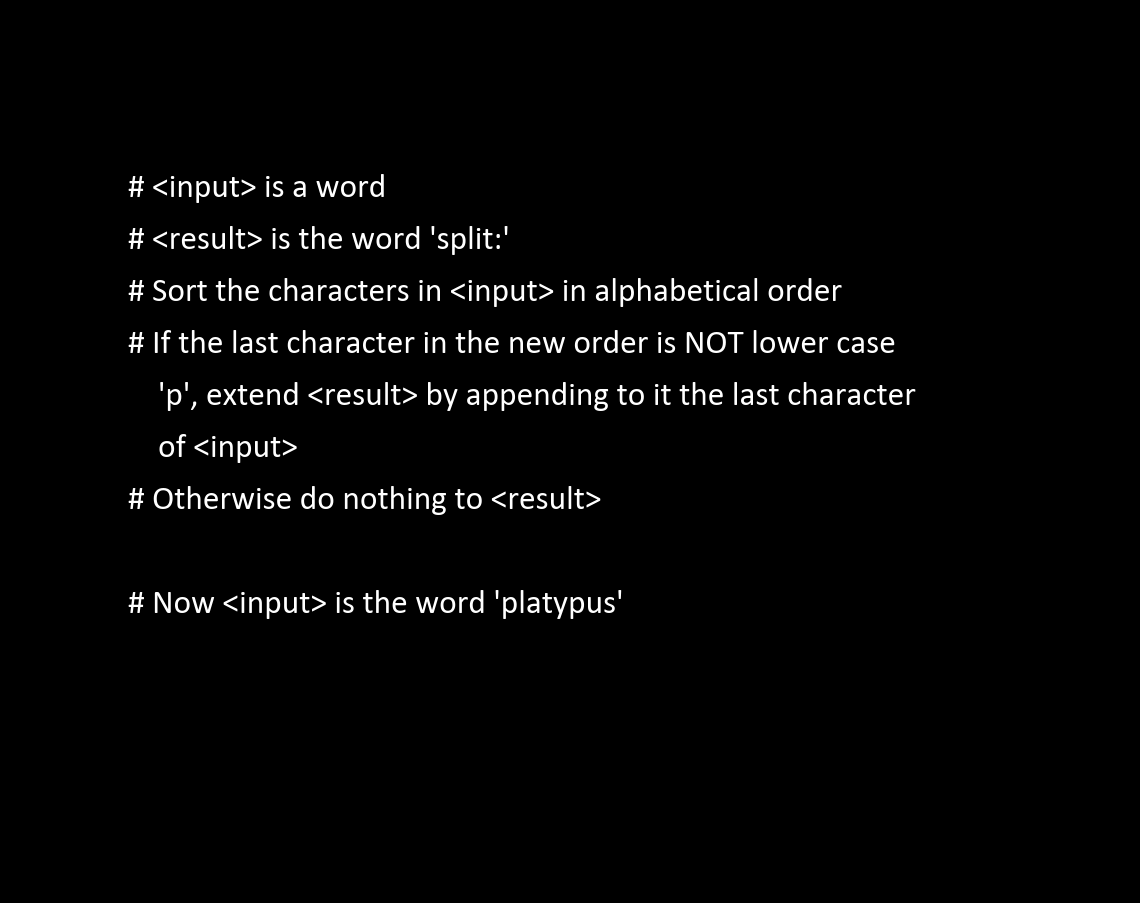 # <input> is a word
# <result> is the word 'split:'
# Sort the characters in <input> in alphabetical order
# If the last character in the new order is NOT lower case
'p', extend <result> by appending to it the last character
of <input>
# Otherwise do nothing to <result>
# Now <input> is the word 'platypus'